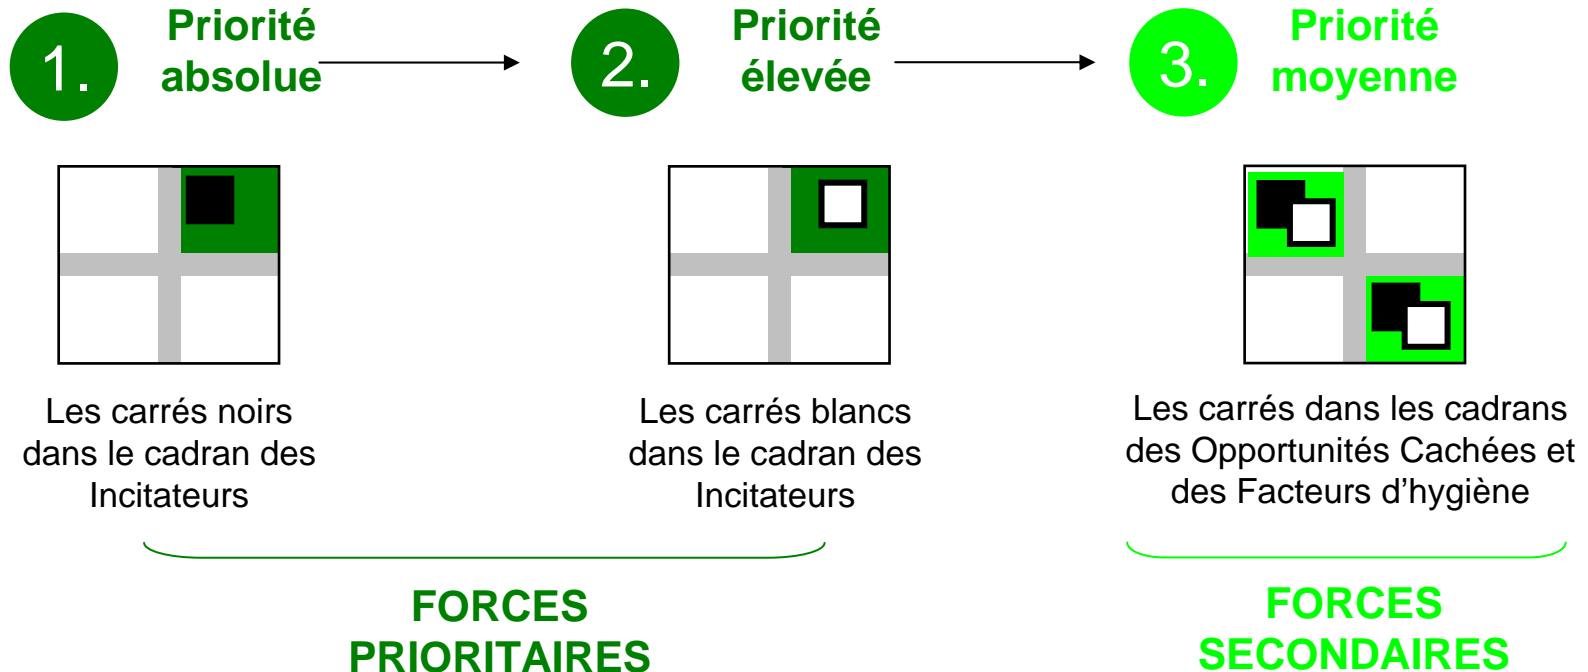 1.
Priorité
absolue
2.
Priorité
élevée
3.
Priorité
moyenne
Les carrés noirs
dans le cadran des
Incitateurs
Les carrés blancs
dans le cadran des
Incitateurs
Les carrés dans les cadrans
des Opportunités Cachées et
des Facteurs d’hygiène
FORCES
PRIORITAIRES
FORCES
SECONDAIRES